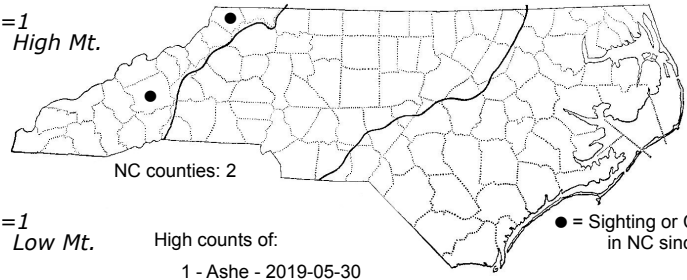 =1
High Mt.
NC counties: 2
=1
Low Mt.
High counts of:
1 - Ashe - 2019-05-30
● = Sighting or
in NC